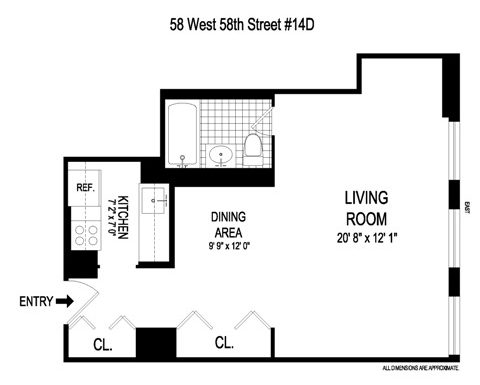 58 West 58th Street #14D
REF.
KITCHEN
7' 2" x 7' 0"
DINING
AREA
9' 9" x 12' 0"
LIVING
ROOM
20' 8" x 12' 1"
EAST
ENTRY
CL.
CL.
ALL DIMENSIONS ARE APPROXIMATE.